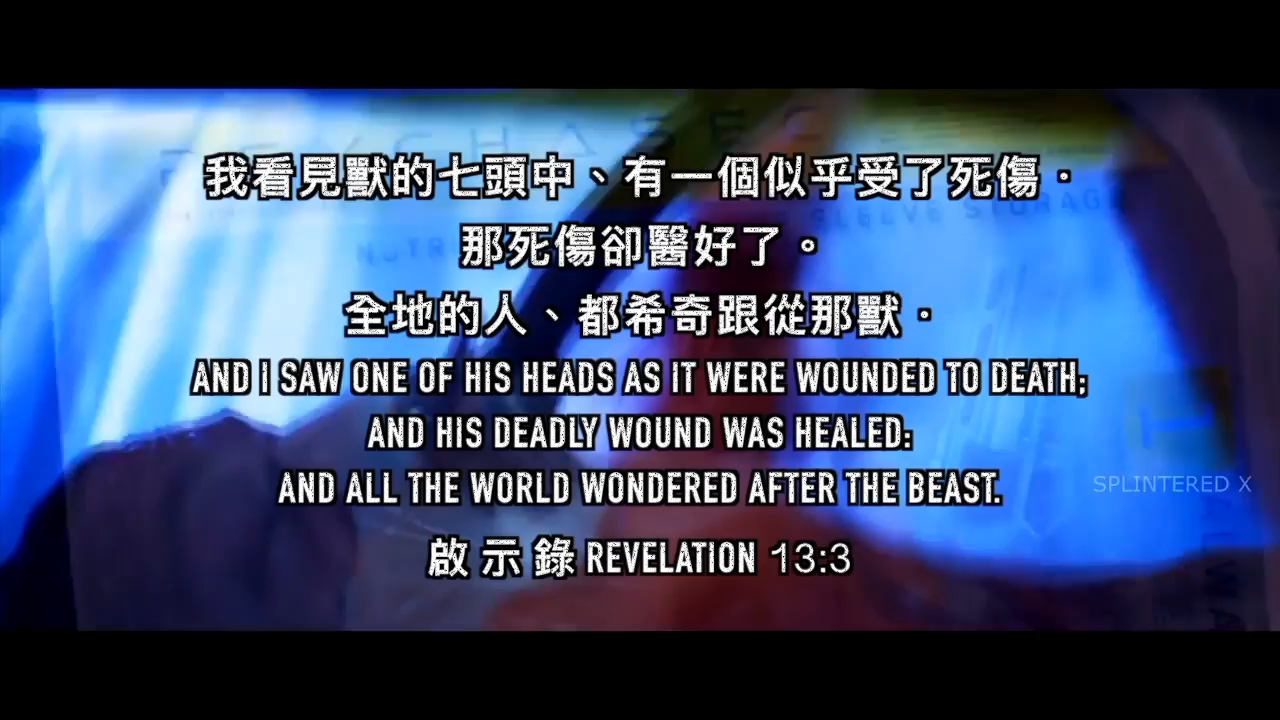 我看見獸的七頭中、有一個似乎受了死傷．
那死傷卻醫好了。
全地的人、都希奇跟從那獸．
AND I SAW ONE OF HIS HEADS AS IT WERE WOUNDED TO DEATH;
AND HIS DEADLY WOUND WAS HEALED:
AND ALL THE WORLD WONDERED AFTER THE BEAST.
SPLINTERED X
啟示錄 REVELATION 13:3